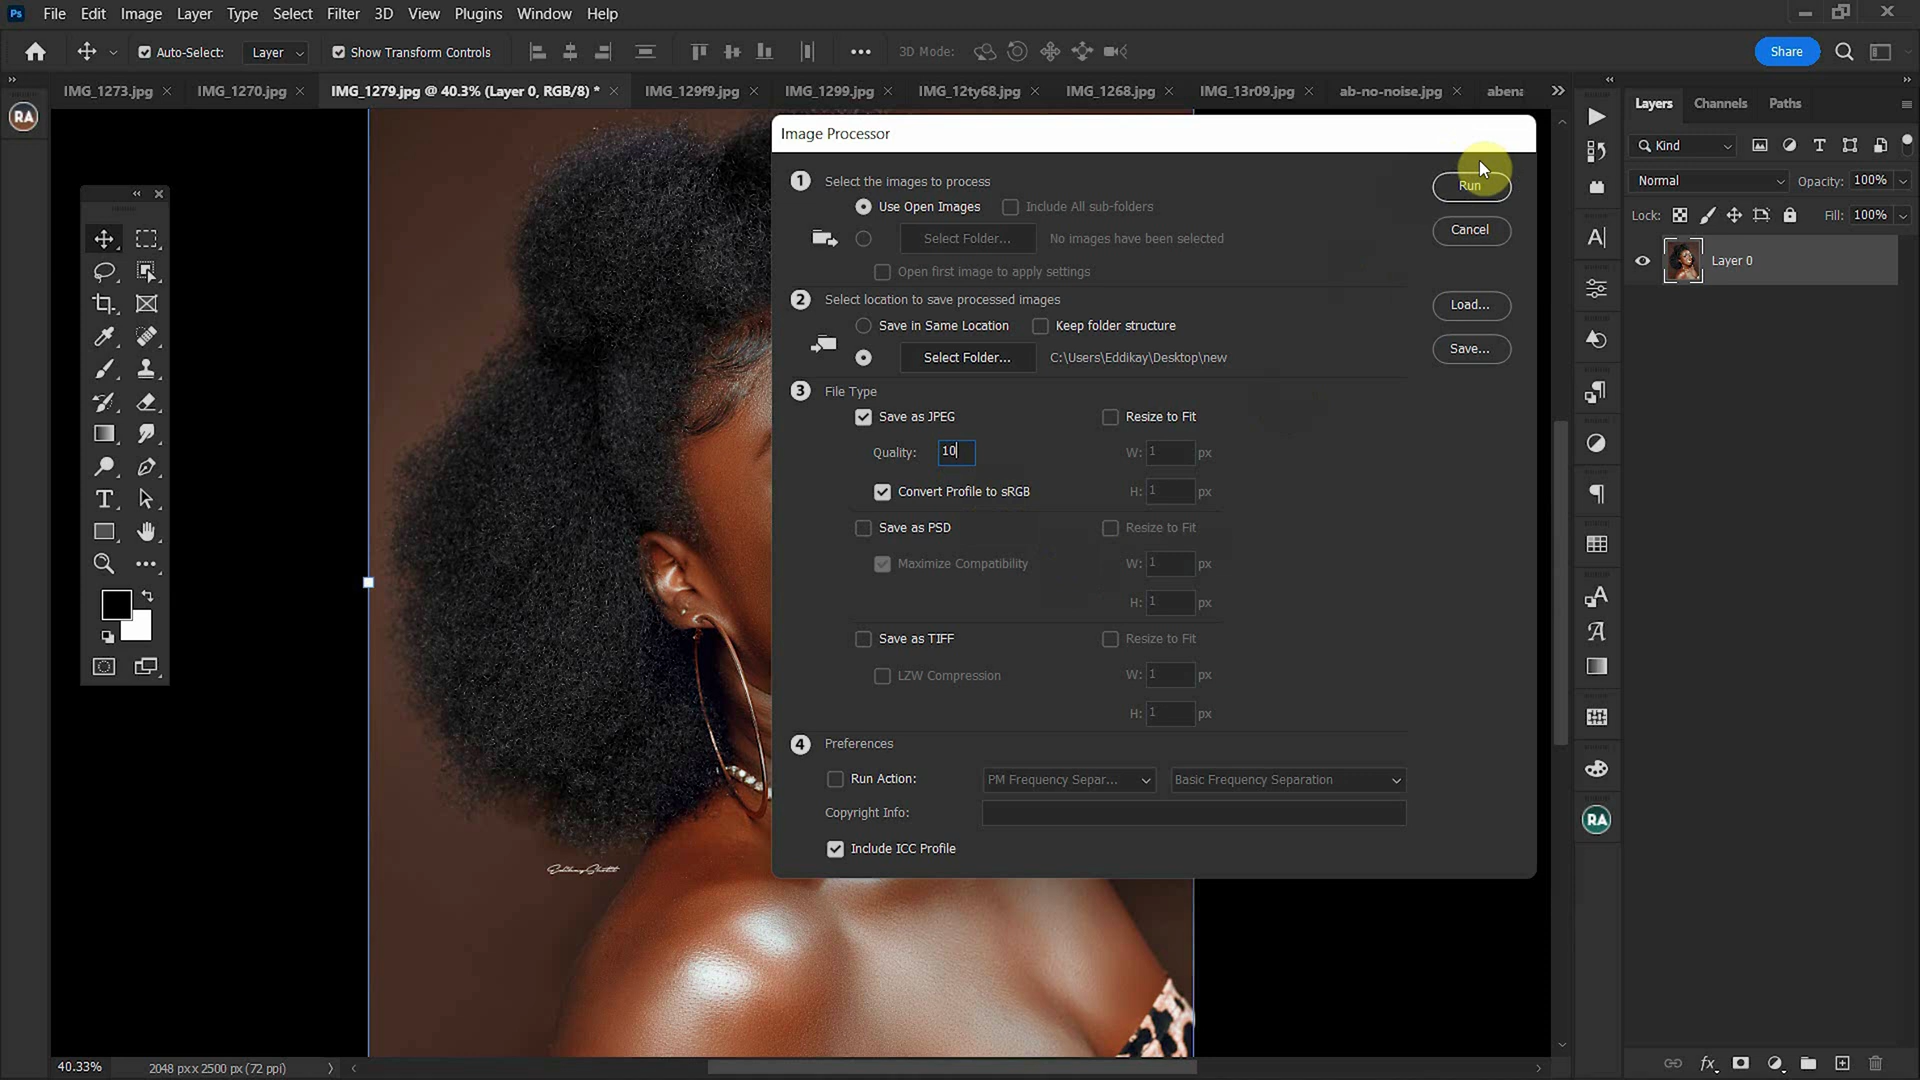 Ps File Edit Image Layer Type Select Filter 3D View Plugins Window Help
Auto-Select: Layer Show Transform Controls 3D Mode: Share
IMG_1273.jpg IMG_1270.jpg IMG_1279.jpg @ 40.3% (Layer 0, RGB/8) * IMG_129f9.jpg IMG_1299.jpg IMG_12ty68.jpg IMG_1268.jpg IMG_13r09.jpg ab-no-noise.jpg abena
RA
Image Processor
1 Select the images to process
Use Open Images Include All sub-folders
Select Folder... No images have been selected
Open first image to apply settings
Run
Cancel
2 Select location to save processed images
Save in Same Location Keep folder structure
Select Folder... C:\Users\Eddikay\Desktop\new
Load...
Save...
3 File Type
Save as JPEG Resize to Fit
Quality: 10 W: 1 px
Convert Profile to sRGB H: 1 px
Save as PSD Resize to Fit
Maximize Compatibility W: 1 px
H: 1 px
Save as TIFF Resize to Fit
LZW Compression W: 1 px
H: 1 px
4 Preferences
Run Action: PM Frequency Separ... Basic Frequency Separation
Copyright Info:
Include ICC Profile
RA
Layers Channels Paths
Kind
Normal Opacity: 100%
Lock: Fill: 100%
Layer 0
40.33% 2048 px x 2500 px (72 ppi)
fx